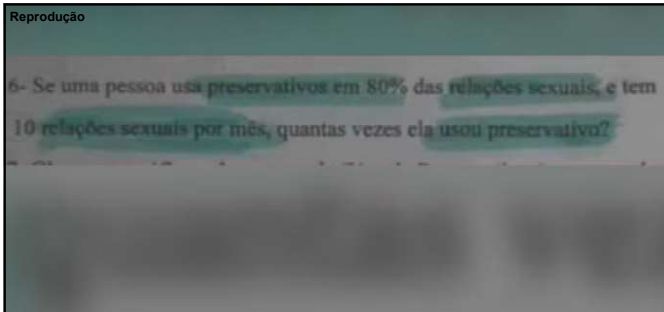 Reprodução
6- Se uma pessoa usa preservativos em 80% das relações sexuais, e tem
10 relações sexuais por mês, quantas vezes ela usou preservativo?